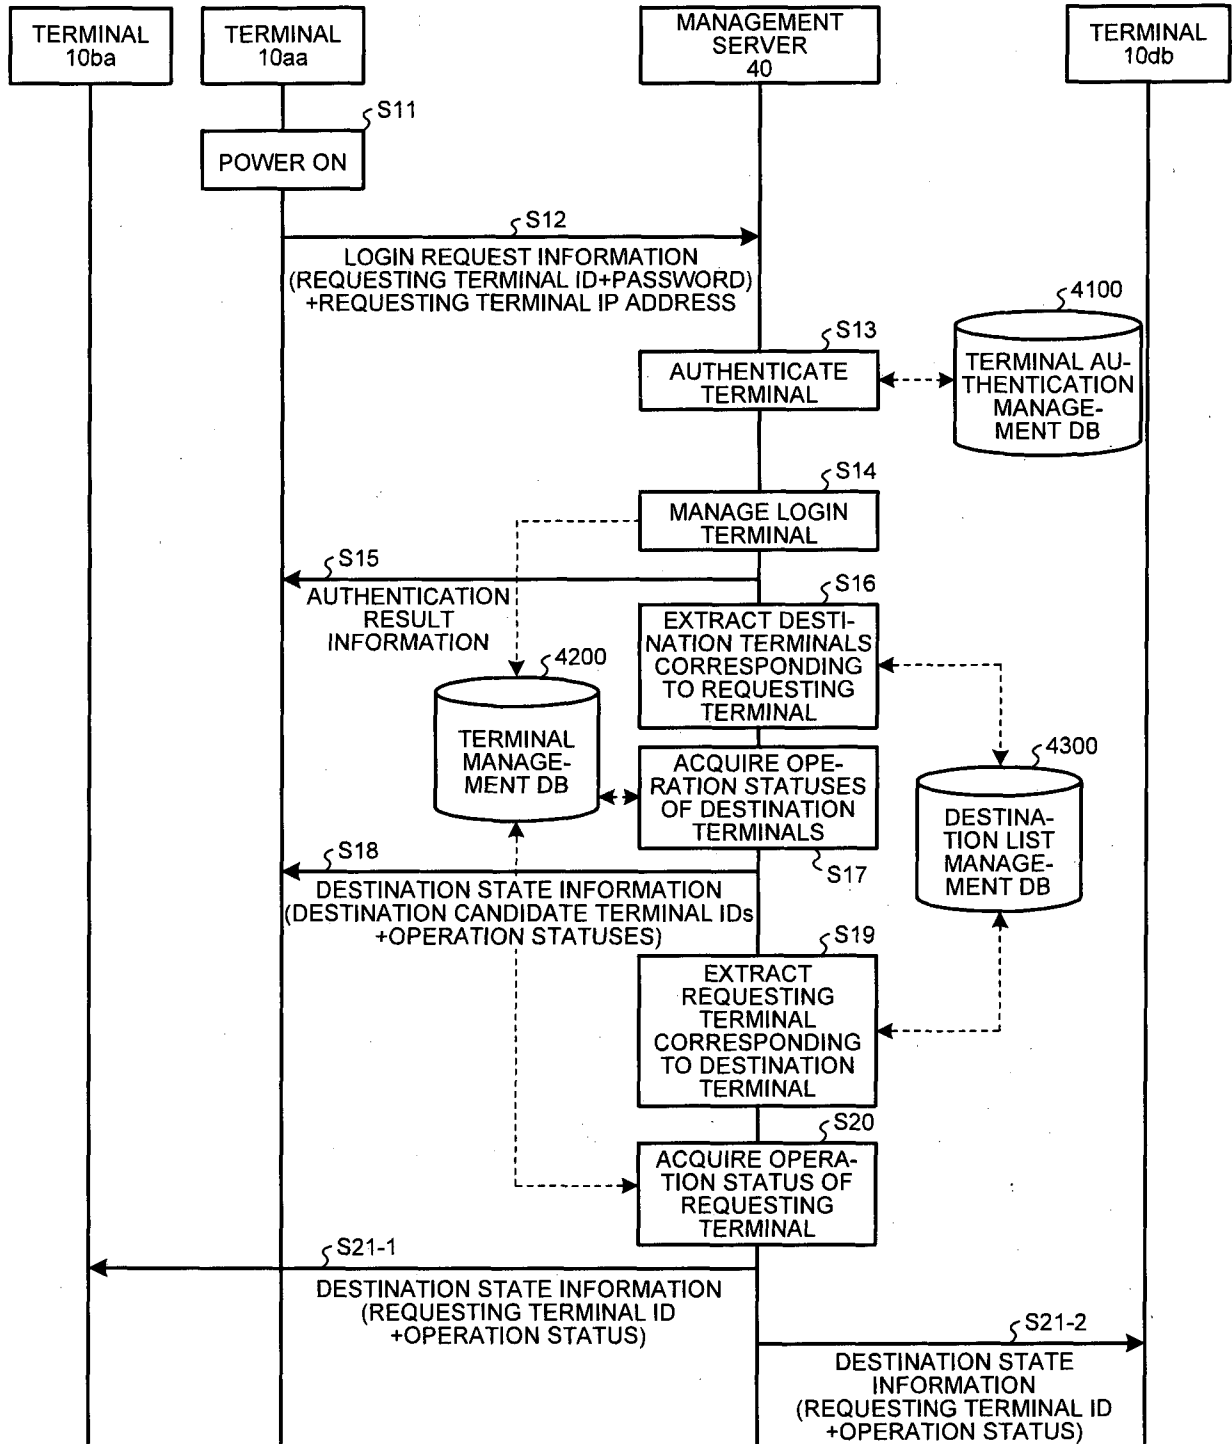 TERMINAL
10ba
TERMINAL
10aa
MANAGEMENT
SERVER
40
TERMINAL
10db
S11
POWER ON
S12
LOGIN REQUEST INFORMATION
(REQUESTING TERMINAL ID+PASSWORD)
+REQUESTING TERMINAL IP ADDRESS
4100
S13
AUTHENTICATE
TERMINAL
TERMINAL AU-
THENTICATION
MANAGE-
MENT DB
S14
MANAGE LOGIN
TERMINAL
S15
AUTHENTICATION
RESULT
INFORMATION
S16
EXTRACT DESTI-
NATION TERMINALS
CORRESPONDING
TO REQUESTING
TERMINAL
4200
TERMINAL
MANAGE-
MENT DB
ACQUIRE OPE-
RATION STATUSES
OF DESTINATION
TERMINALS
S17
4300
DESTINA-
TION LIST
MANAGE-
MENT DB
S18
DESTINATION STATE INFORMATION
(DESTINATION CANDIDATE TERMINAL IDs
+OPERATION STATUSES)
S19
EXTRACT
REQUESTING
TERMINAL
CORRESPONDING
TO DESTINATION
TERMINAL
S20
ACQUIRE OPERA-
TION STATUS OF
REQUESTING
TERMINAL
S21-1
DESTINATION STATE INFORMATION
(REQUESTING TERMINAL ID
+OPERATION STATUS)
S21-2
DESTINATION STATE
INFORMATION
(REQUESTING TERMINAL ID
+OPERATION STATUS)